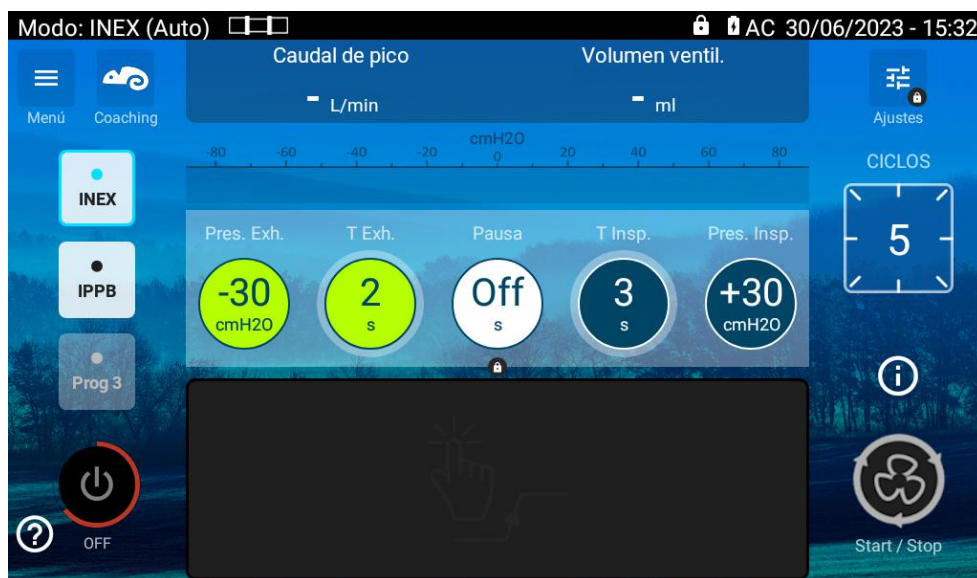 Modo: INEX (Auto) AC 30/06/2023 - 15:32
Caudal de pico Volumen ventil.
- L/min - ml
Menú Coaching Ajustes
cmH2O
-80 -60 -40 -20 0 20 40 60 80
CICLOS
5
INEX
IPPB
Prog 3
Pres. Exh. T Exh. Pausa T Insp. Pres. Insp.
-30 2 Off 3 +30
cmH2O s s s cmH2O
OFF
Start / Stop